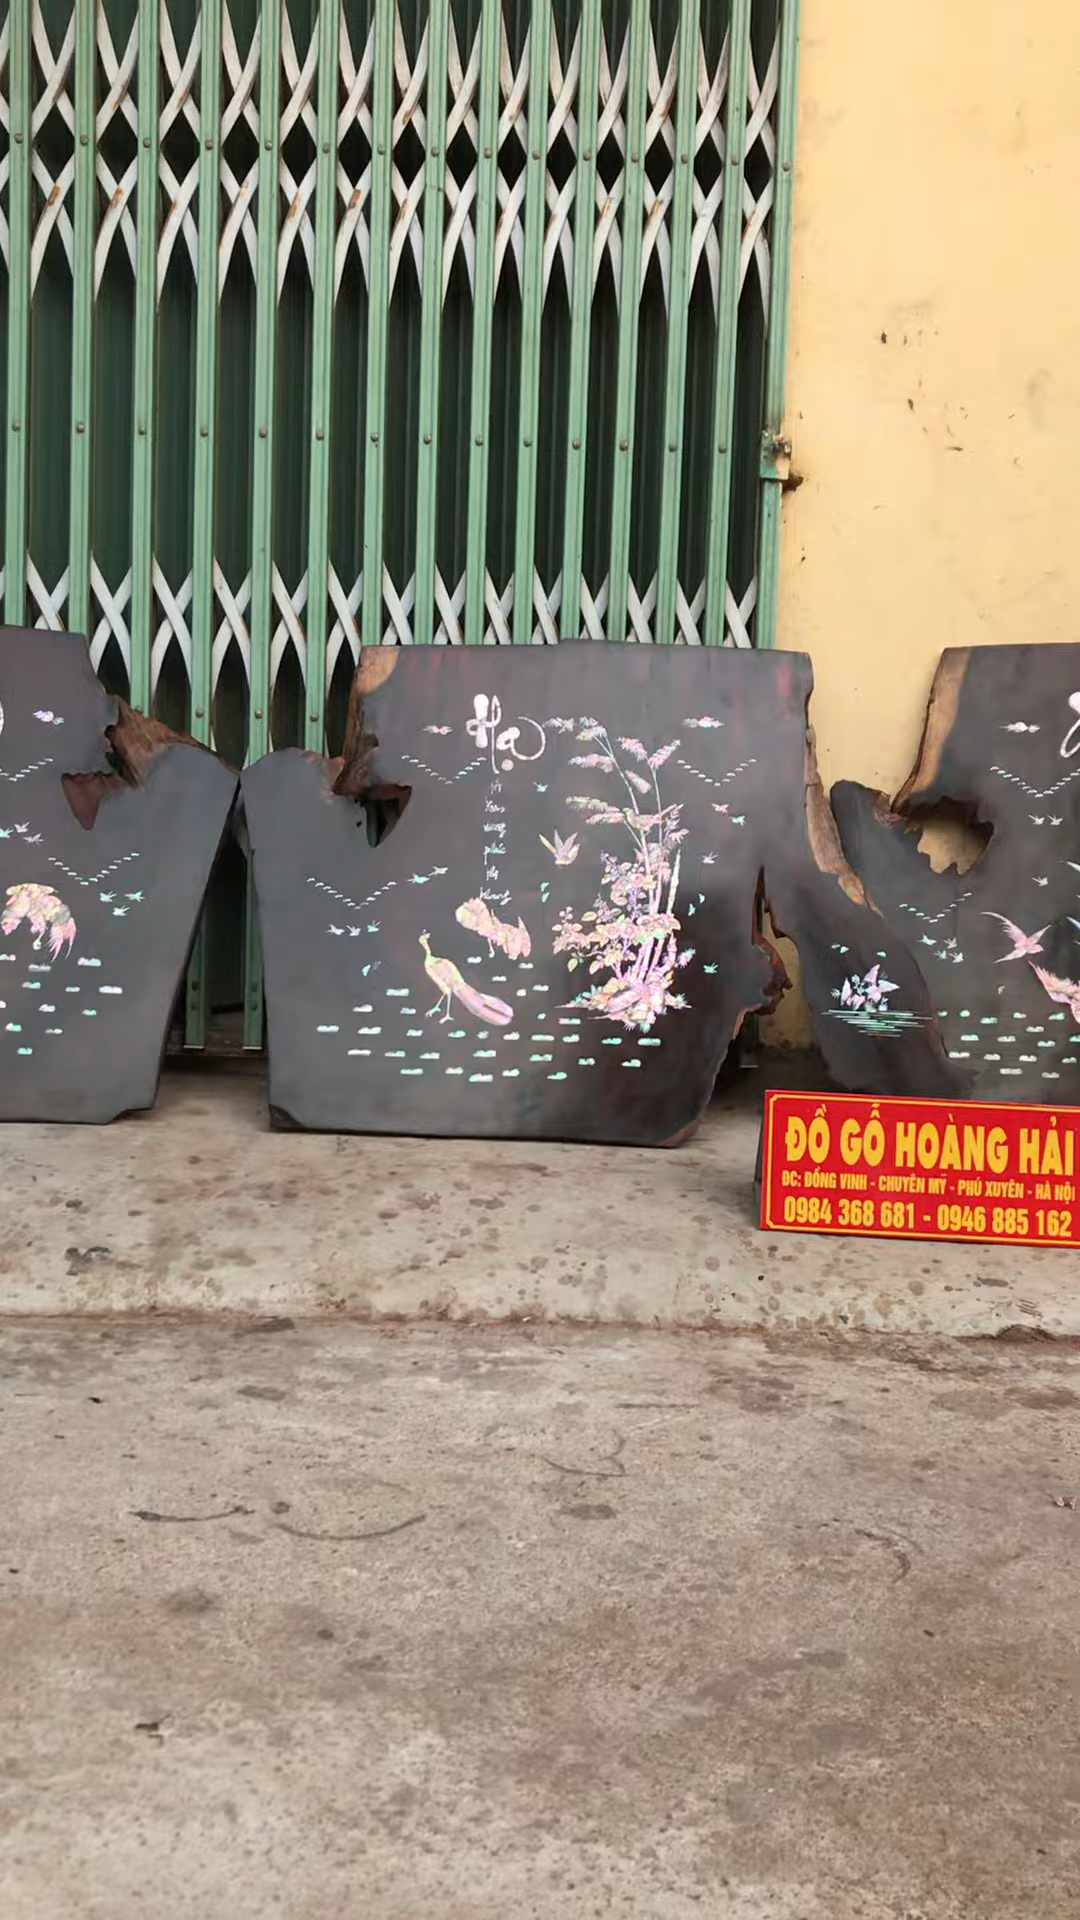 Hạ
ĐỒ GỖ HOÀNG HẢI
ĐC: ĐỒNG VINH - CHUYÊN MỸ - PHÚ XUYÊN - HÀ NỘI
0984 368 681 - 0946 885 162